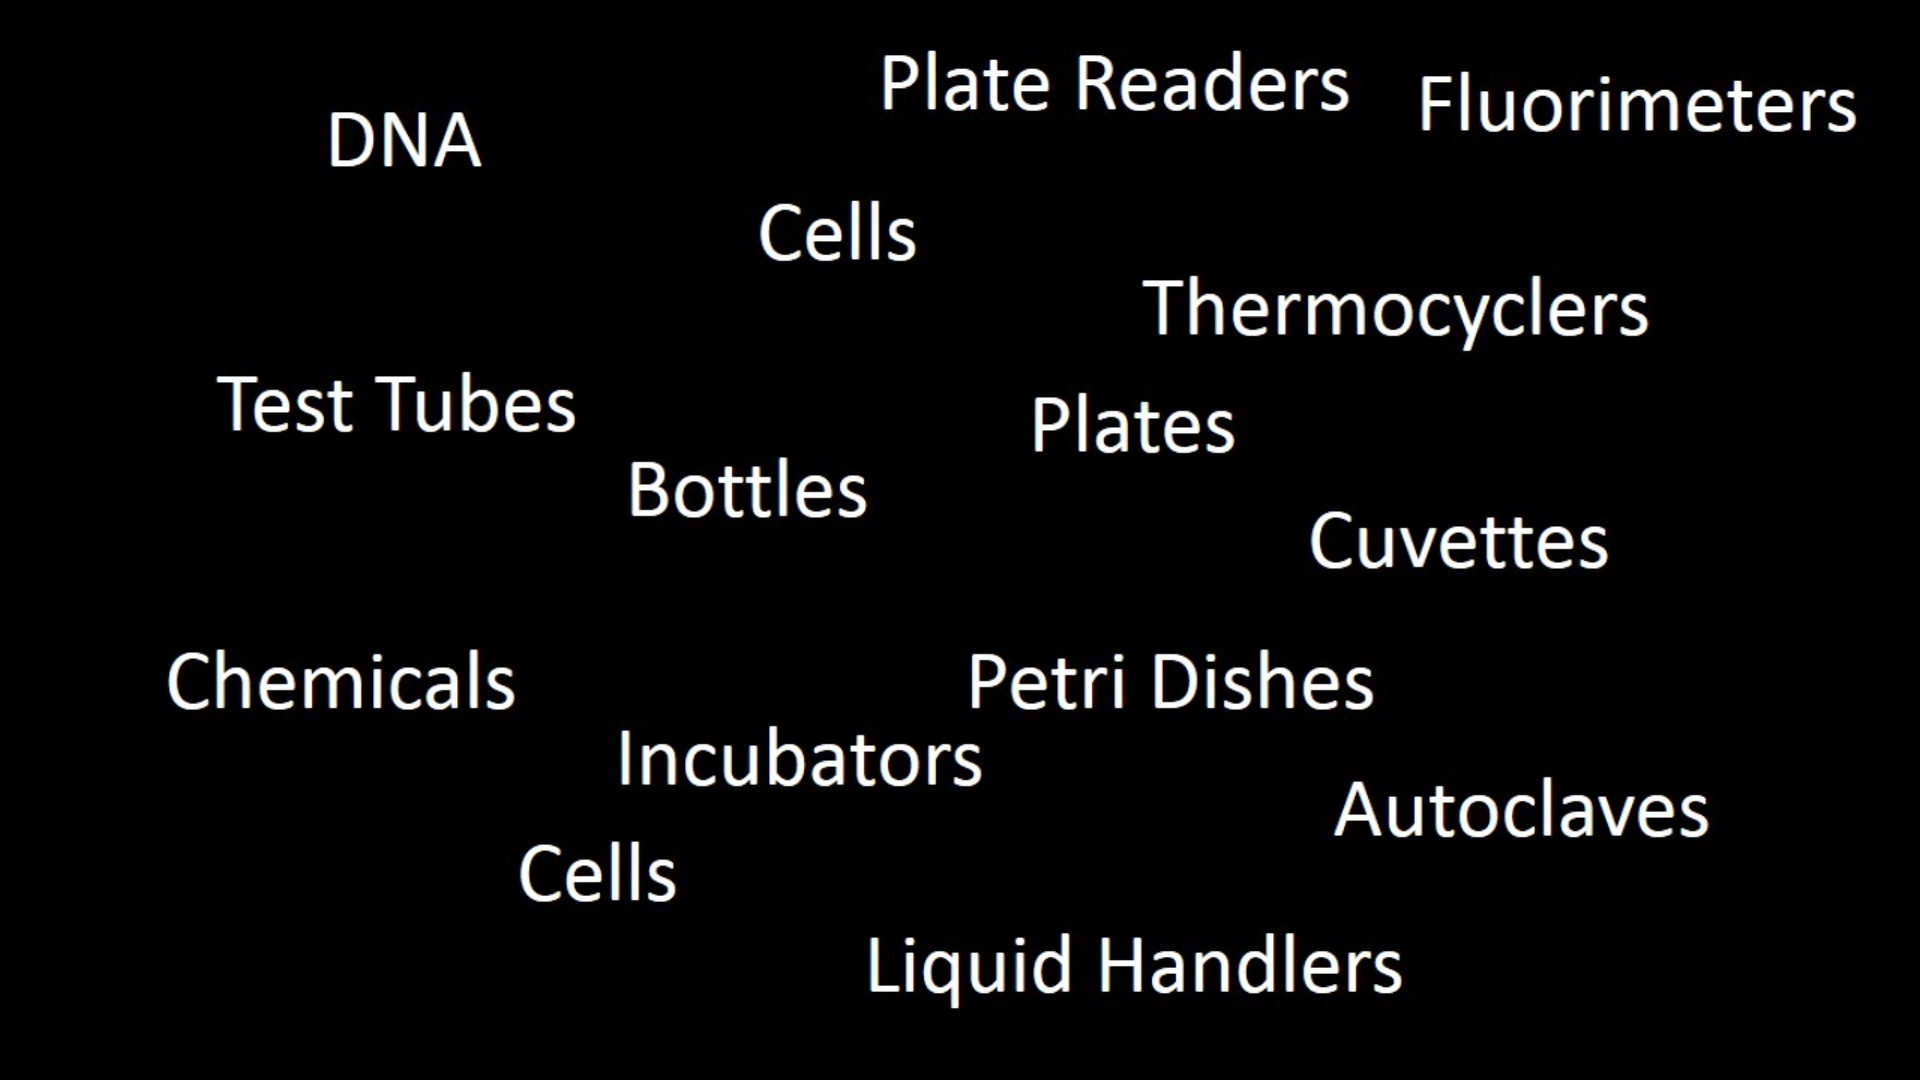 Plate Readers
Fluorimeters
DNA
Cells
Thermocyclers
Test Tubes
Plates
Bottles
Cuvettes
Chemicals
Petri Dishes
Incubators
Autoclaves
Cells
Liquid Handlers